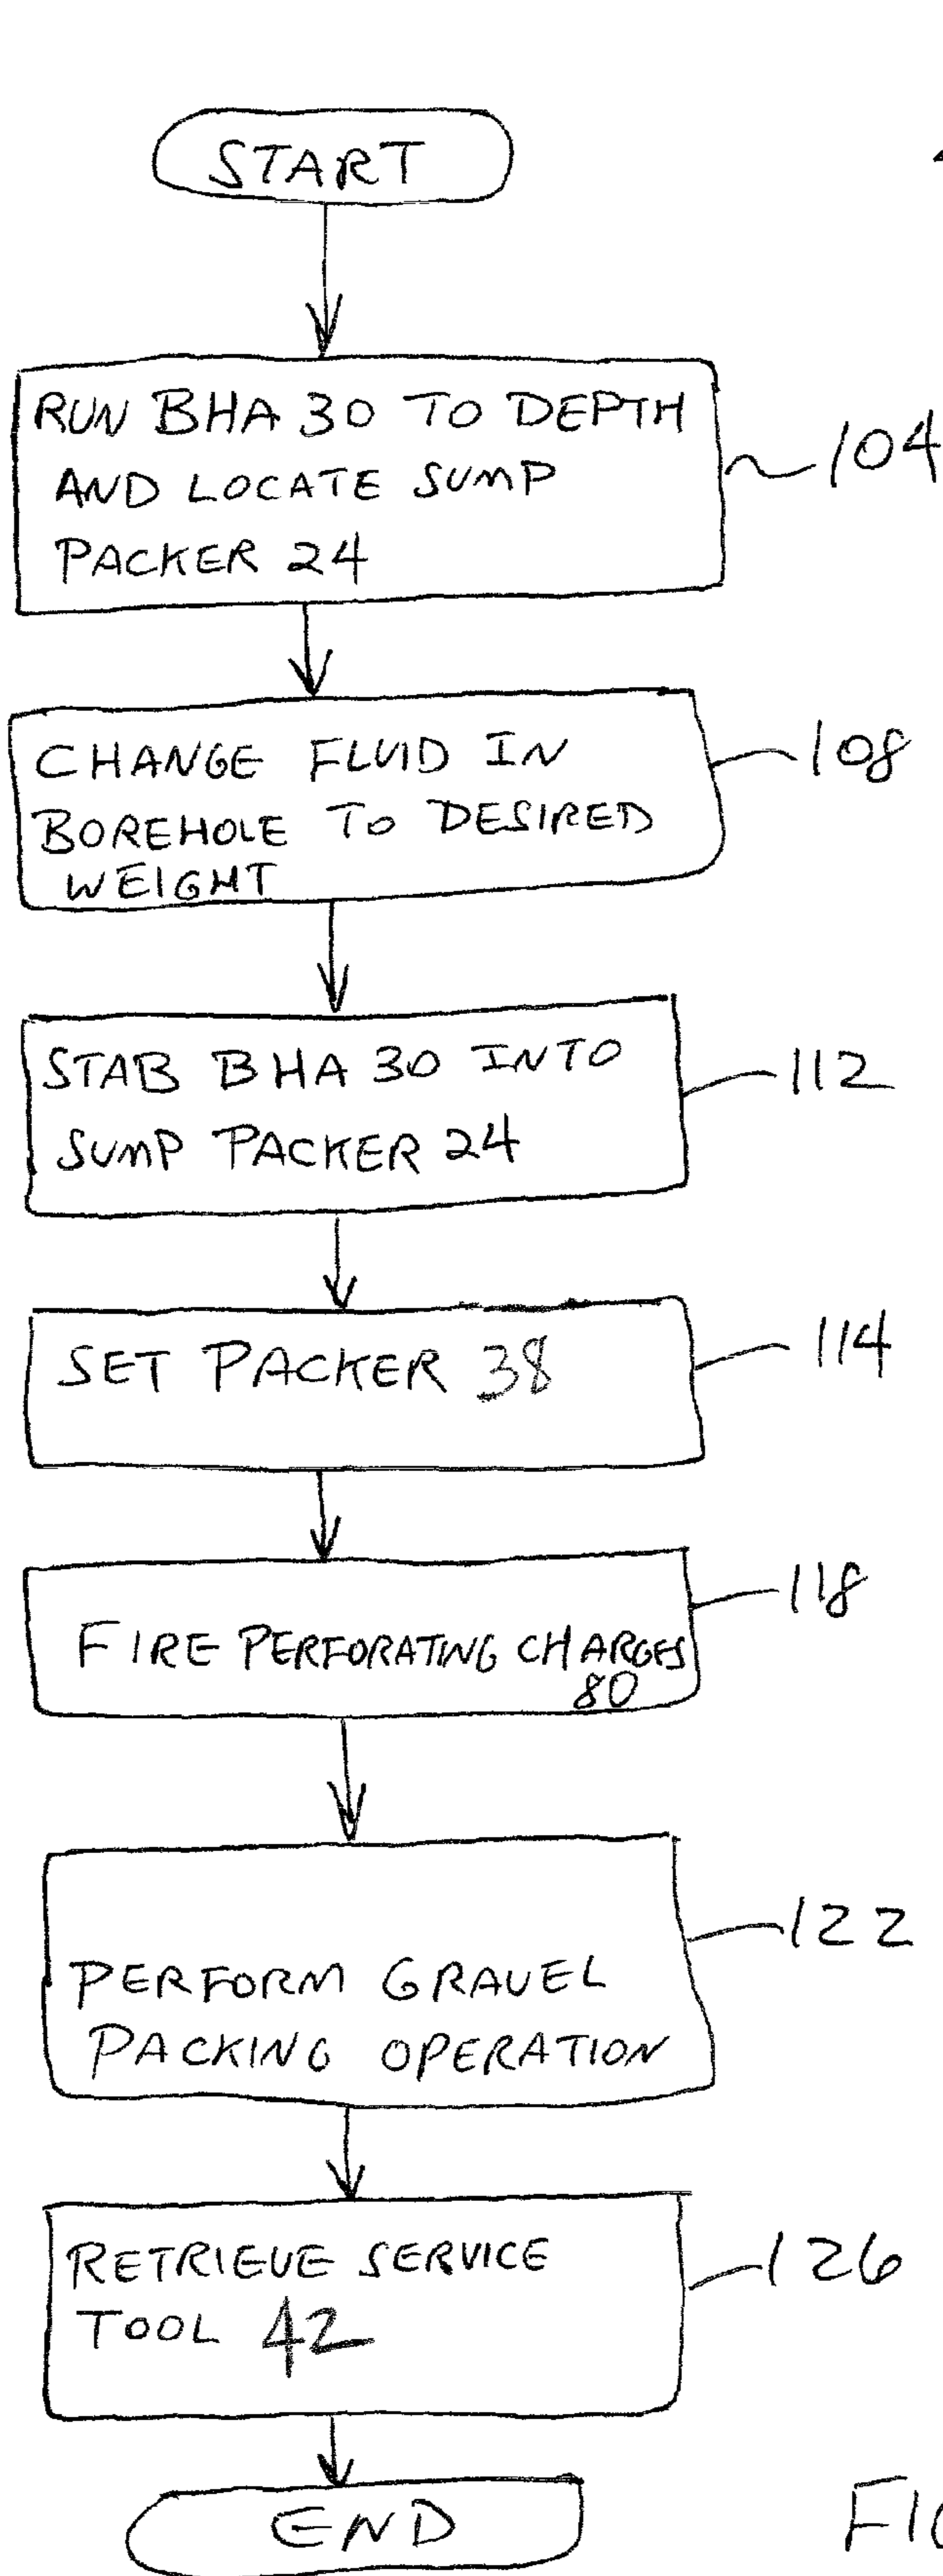 START
RUN BHA 30 TO DEPTH
AND LOCATE SUMP
PACKER 24
104
CHANGE FLUID IN
BOREHOLE TO DESIRED
WEIGHT
108
STAB BHA 30 INTO
SUMP PACKER 24
112
SET PACKER 38
114
FIRE PERFORATING CHARGES
80
118
PERFORM GRAVEL
PACKING OPERATION
122
RETRIEVE SERVICE
TOOL 42
126
END